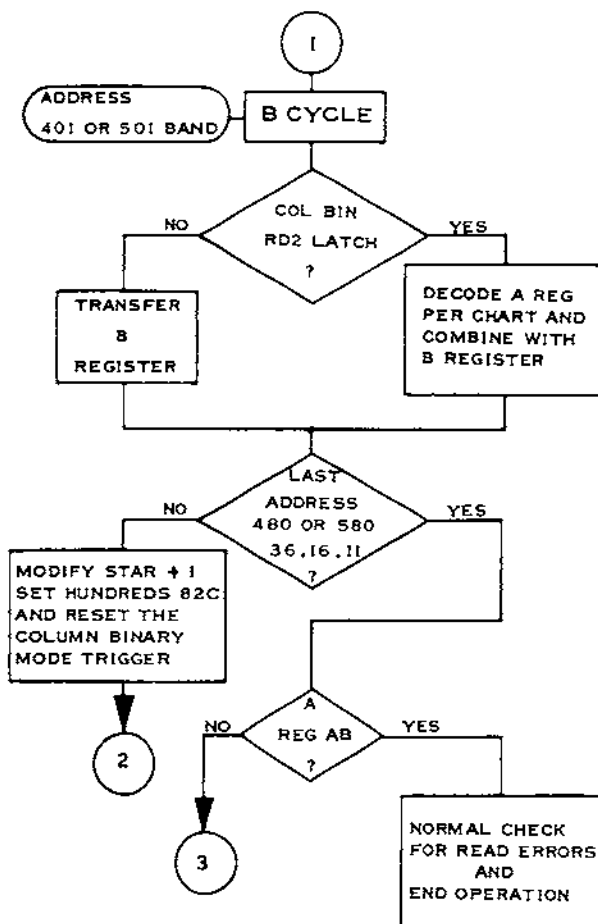 1
ADDRESS
401 OR 501 BAND
B CYCLE
COL BIN
RD2 LATCH
?
NO
YES
TRANSFER
B
REGISTER
DECODE A REG
PER CHART AND
COMBINE WITH
B REGISTER
LAST
ADDRESS
480 OR 580
36.16.11
?
NO
YES
MODIFY STAR + 1
SET HUNDREDS 82C
AND RESET THE
COLUMN BINARY
MODE TRIGGER
2
A
REG AB
?
NO
YES
3
NORMAL CHECK
FOR READ ERRORS
AND
END OPERATION